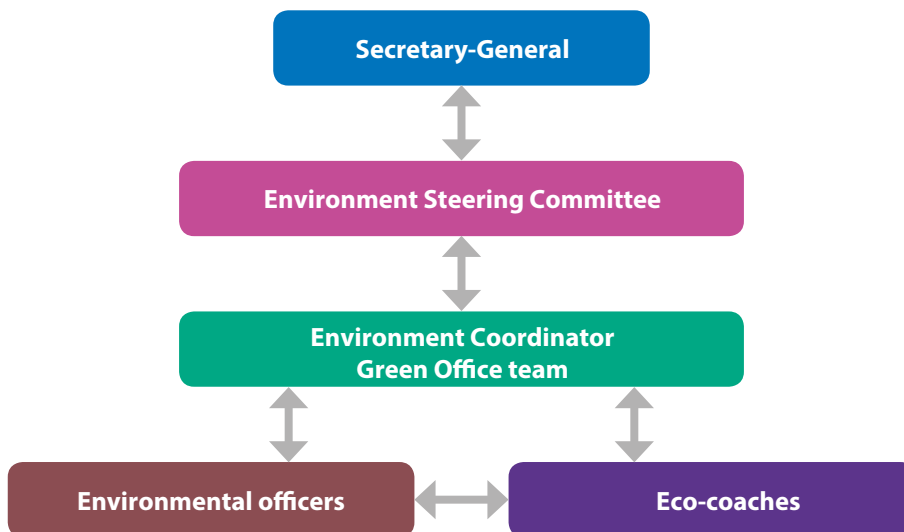 Secretary-General
Environment Steering Committee
Environment Coordinator
Green Office team
Environmental officers
Eco-coaches